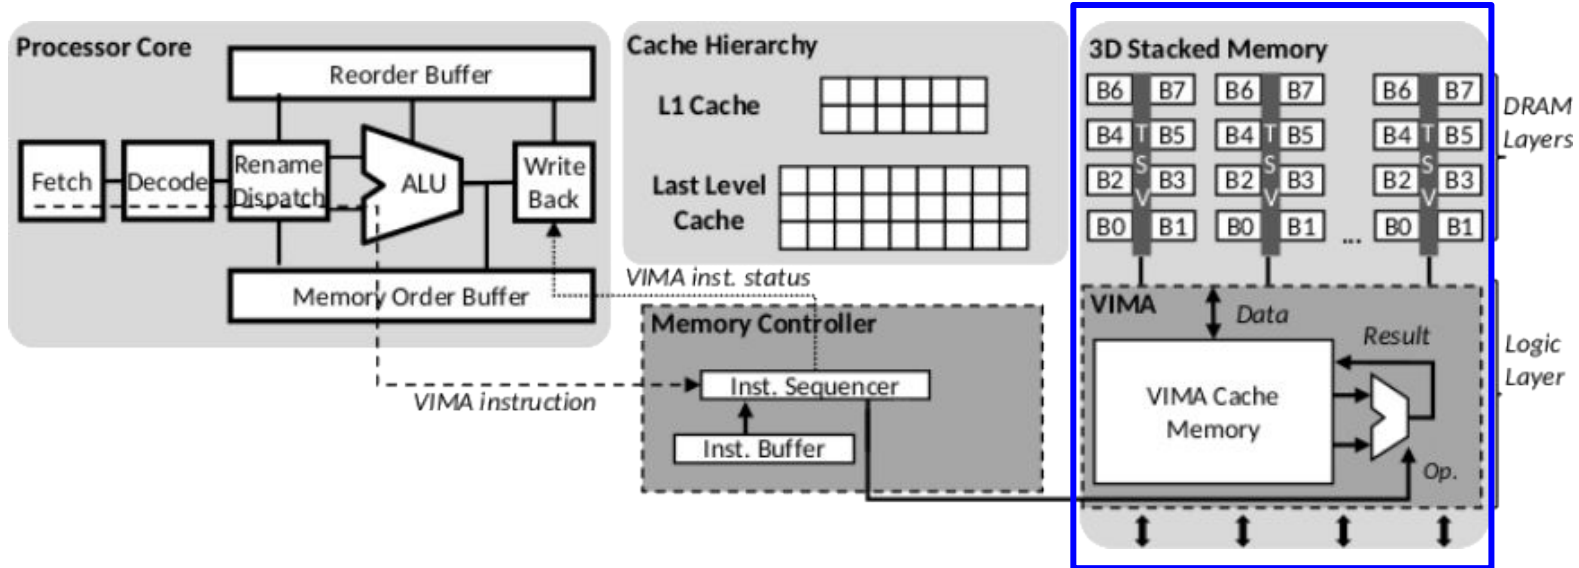 Processor Core
Reorder Buffer
Fetch
Decode
Rename
Dispatch
ALU
Write
Back
Memory Order Buffer
Cache Hierarchy
L1 Cache
Last Level
Cache
VIMA inst. status
VIMA instruction
Memory Controller
Inst. Sequencer
Inst. Buffer
3D Stacked Memory
B6 B7 B6 B7 B6 B7
B4 T B5 B4 T B5 B4 T B5
S S S
B2 B3 B2 B3 B2 B3
V V V
B0 B1 B0 B1 ... B0 B1
DRAM
Layers
VIMA
Data
Result
VIMA Cache
Memory
Op.
Logic
Layer